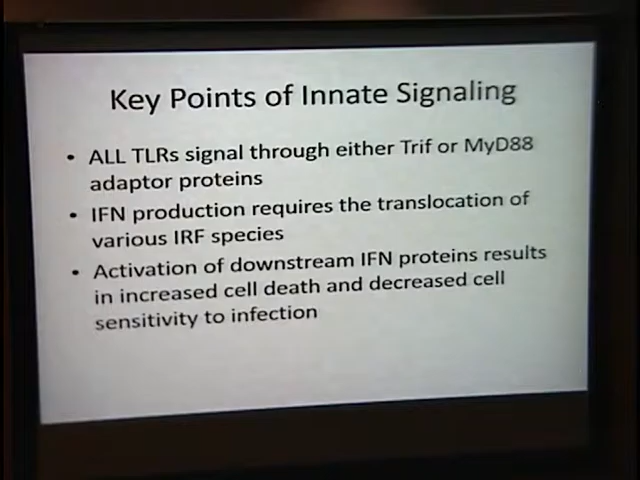 Key Points of Innate Signaling
• ALL TLRs signal through either Trif or MyD88
adaptor proteins
• IFN production requires the translocation of
various IRF species
• Activation of downstream IFN proteins results
in increased cell death and decreased cell
sensitivity to infection